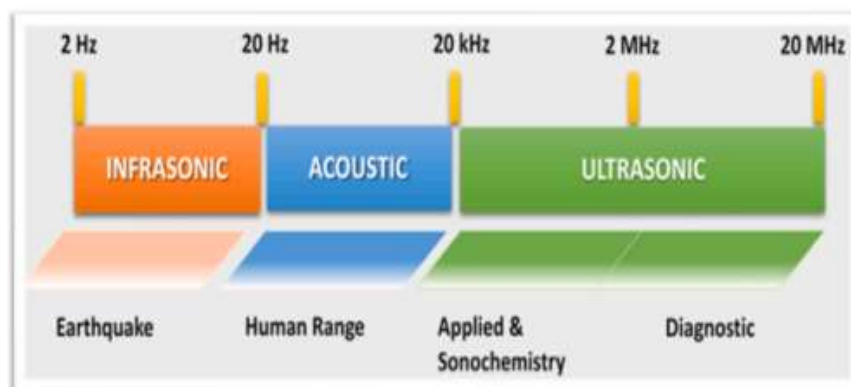 2 Hz 20 Hz 20 kHz 2 MHz 20 MHz
INFRASONIC ACOUSTIC ULTRASONIC
Earthquake Human Range Applied & Diagnostic
Sonochemistry